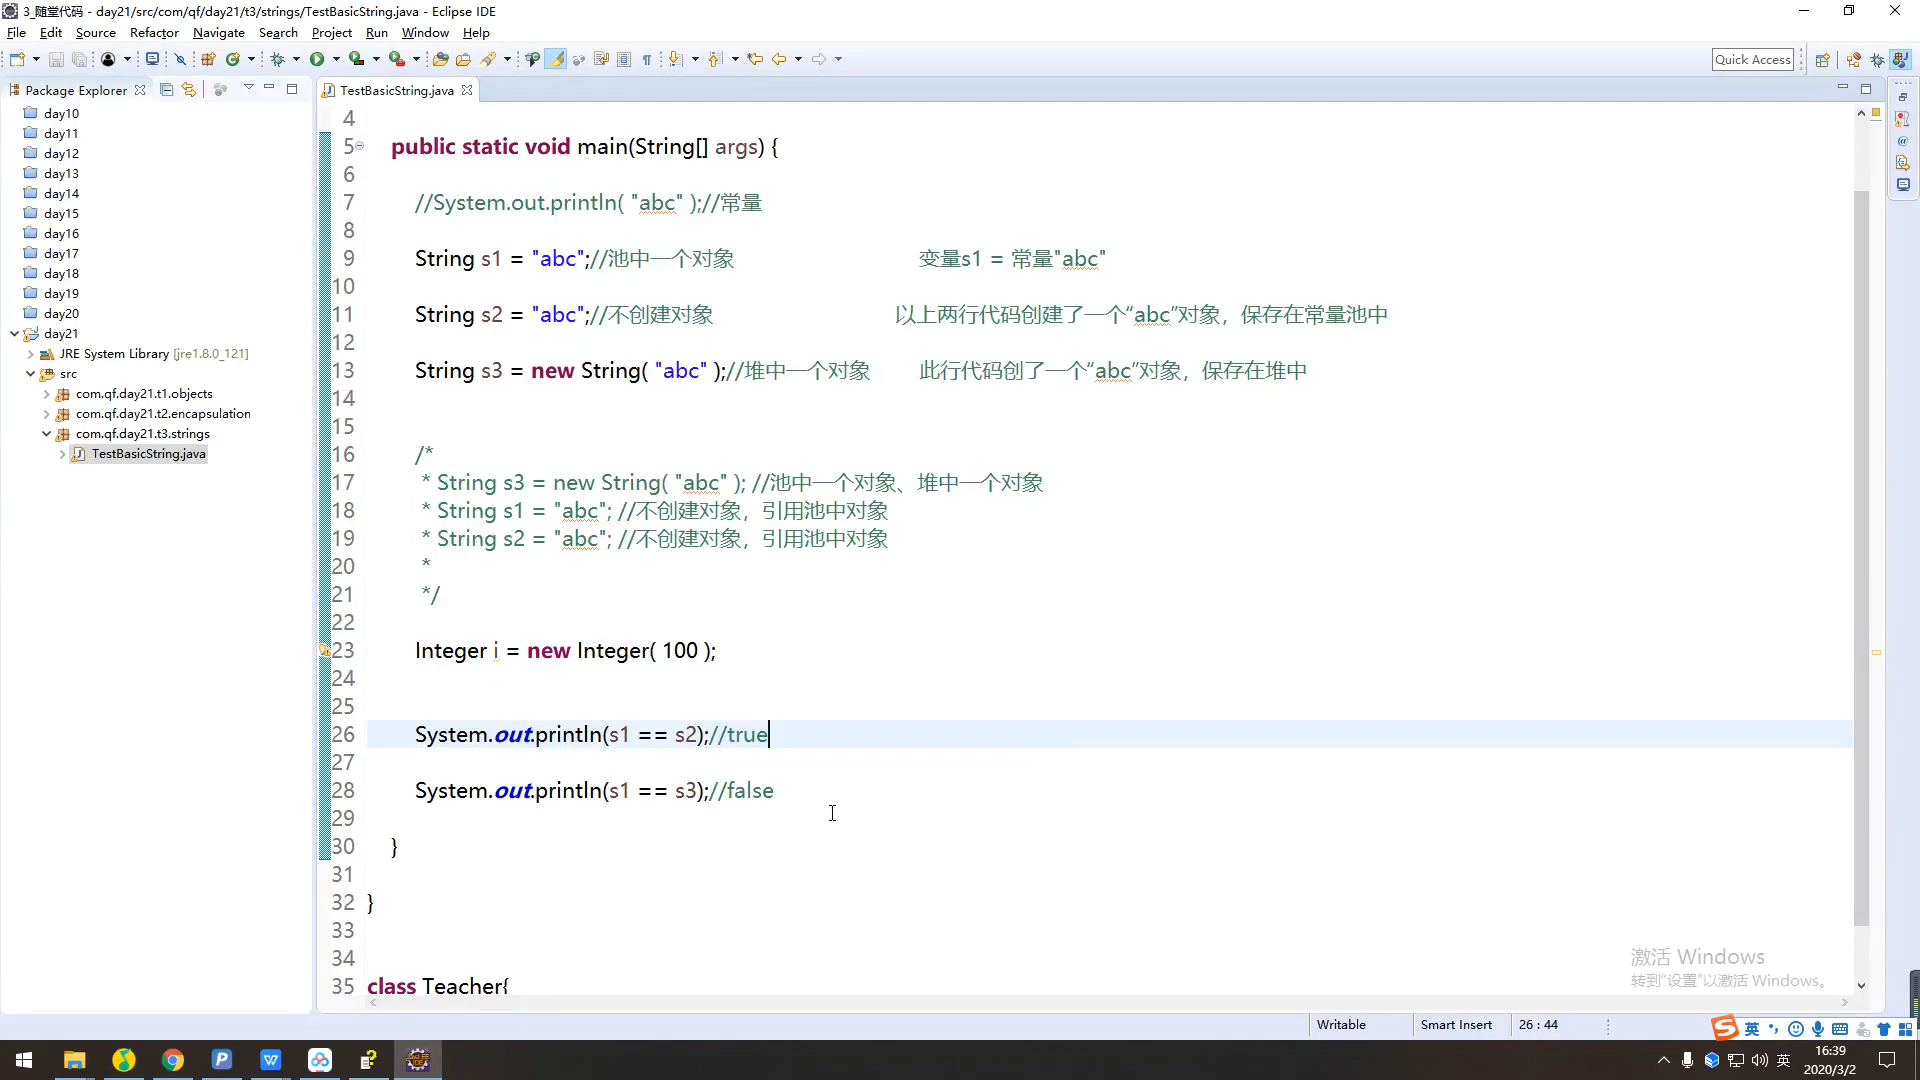 3_随堂代码 - day21/src/com/qf/day21/t3/strings/TestBasicString.java - Eclipse IDE
File Edit Source Refactor Navigate Search Project Run Window Help
Quick Access
Package Explorer
day10
day11
day12
day13
day14
day15
day16
day17
day18
day19
day20
day21
JRE System Library [jre1.8.0_121]
src
com.qf.day21.t1.objects
com.qf.day21.t2.encapsulation
com.qf.day21.t3.strings
TestBasicString.java
TestBasicString.java
4
5 public static void main(String[] args) {
6
7 //System.out.println( "abc" );//常量
8
9 String s1 = "abc";//池中一个对象 变量s1 = 常量"abc"
10
11 String s2 = "abc";//不创建对象 以上两行代码创建了一个“abc”对象，保存在常量池中
12
13 String s3 = new String( "abc" );//堆中一个对象 此行代码创了一个“abc”对象，保存在堆中
14
15
16 /*
17 * String s3 = new String( "abc" ); //池中一个对象、堆中一个对象
18 * String s1 = "abc"; //不创建对象，引用池中对象
19 * String s2 = "abc"; //不创建对象，引用池中对象
20 *
21 */
22
23 Integer i = new Integer( 100 );
24
25
26 System.out.println(s1 == s2);//true
27
28 System.out.println(s1 == s3);//false
29
30 }
31
32 }
33
34
35 class Teacher{
激活 Windows
转到“设置”以激活 Windows。
Writable Smart Insert 26 : 44
英
英
16:39
2020/3/2